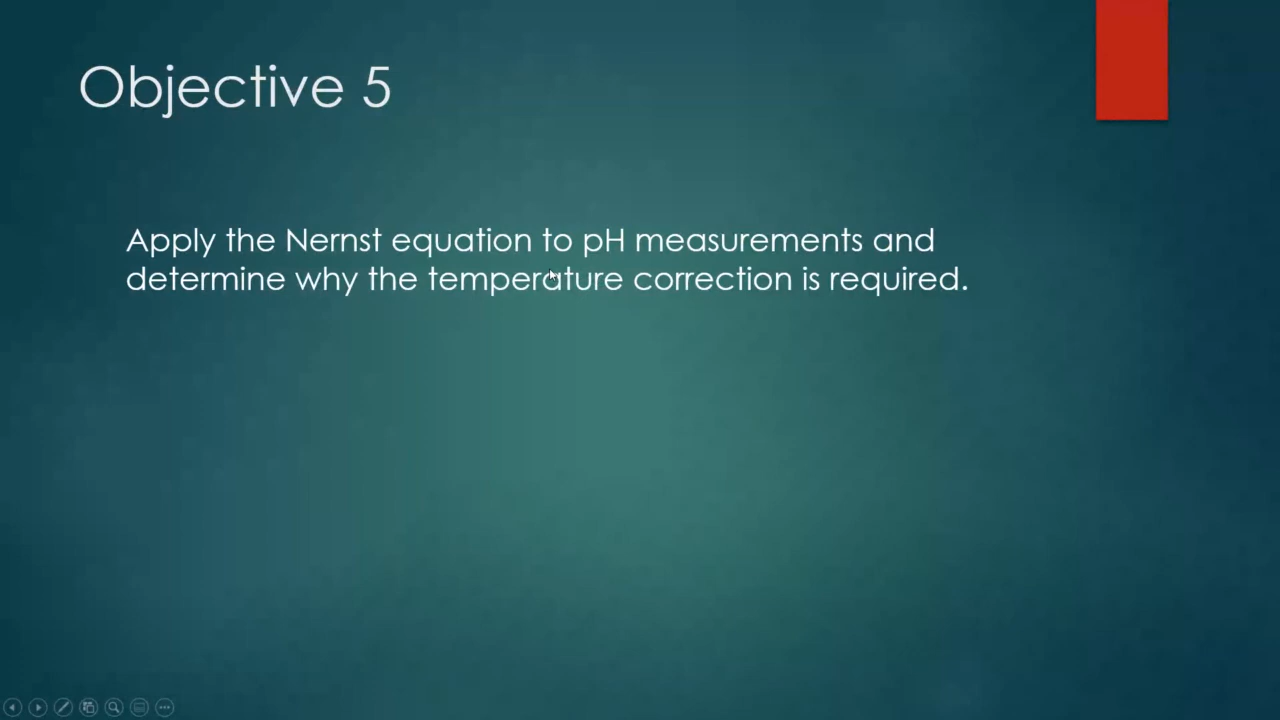 Objective 5
Apply the Nernst equation to pH measurements and
determine why the temperature correction is required.